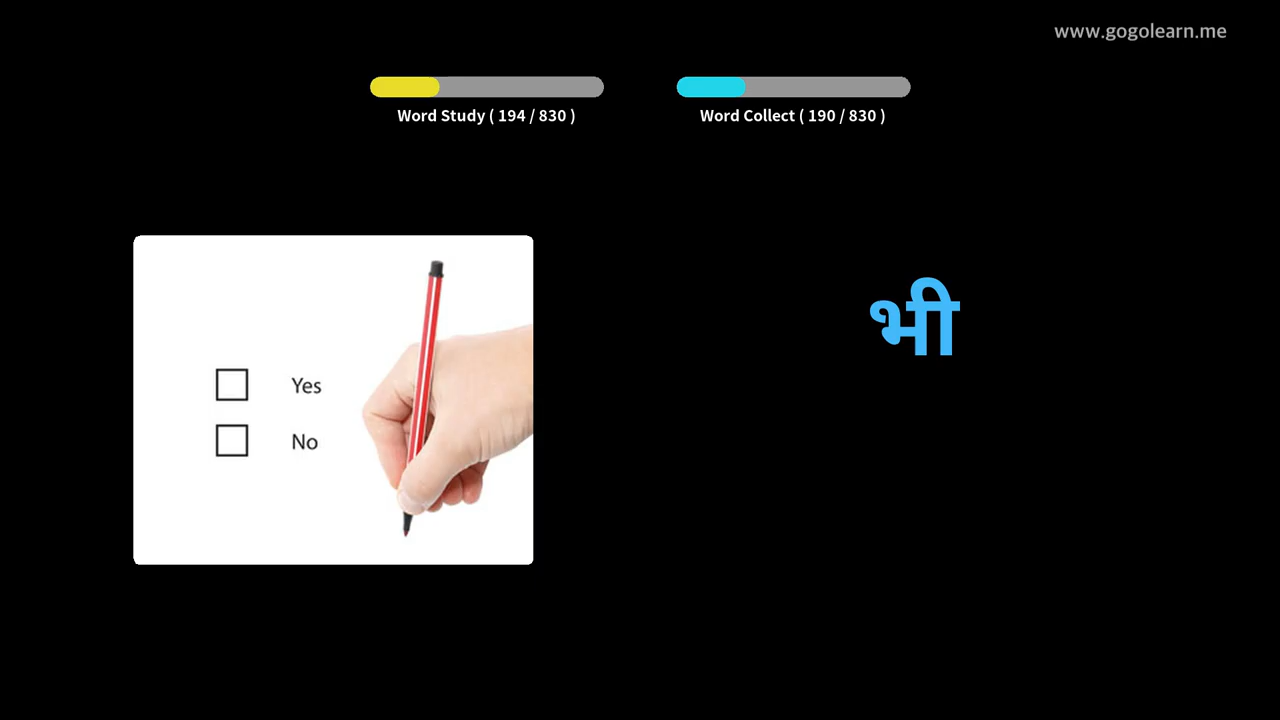 www.gogolearn.me
Word Study ( 194 / 830 )
Word Collect ( 190 / 830 )
भी
Yes
No